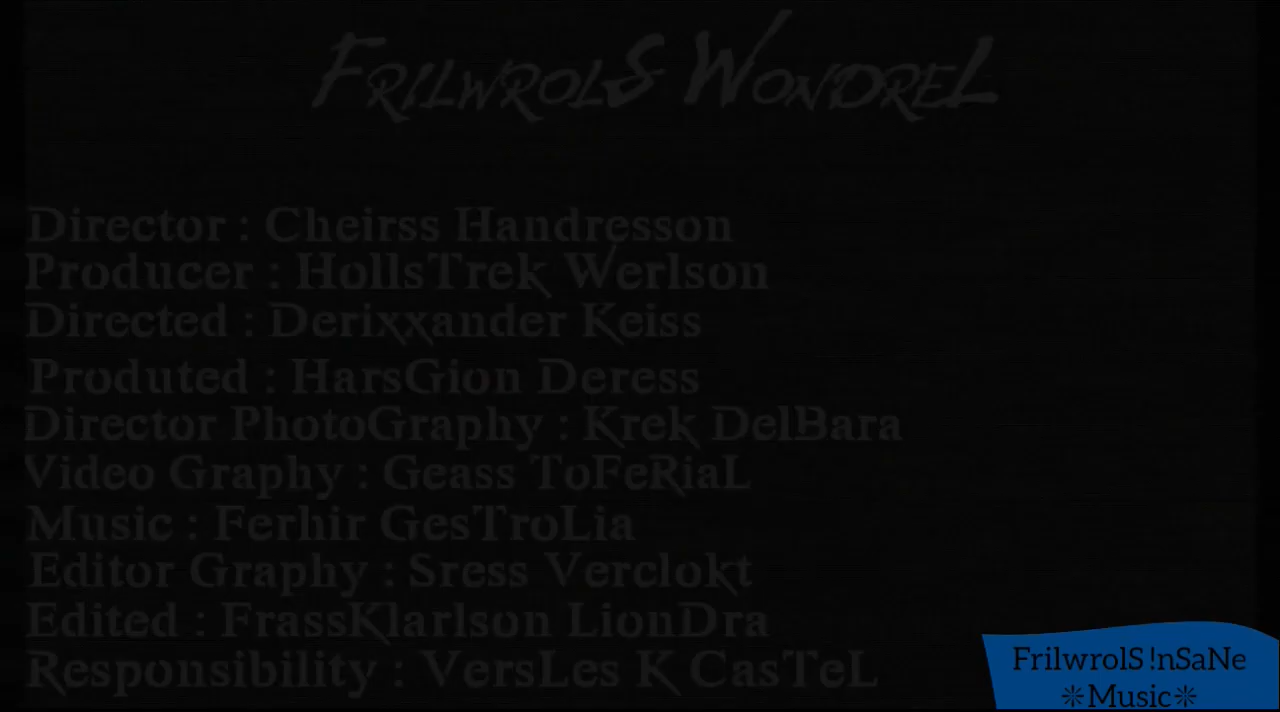 FrilwrolS WondreL
Director : Cheirss Handresson
Producer : HollsTrek Werlson
Directed : Derixxander Keiss
Produted : HarsGion Deress
Director PhotoGraphy : Krek DelBara
Video Graphy : Geass ToFeRiaL
Music : Ferhir GesTroLia
Editor Graphy : Sress Verclokt
Edited : FrassKlarlson LionDra
Responsibility : VersLes K CasTeL
FrilwrolS !nSaNe
✳Music✳